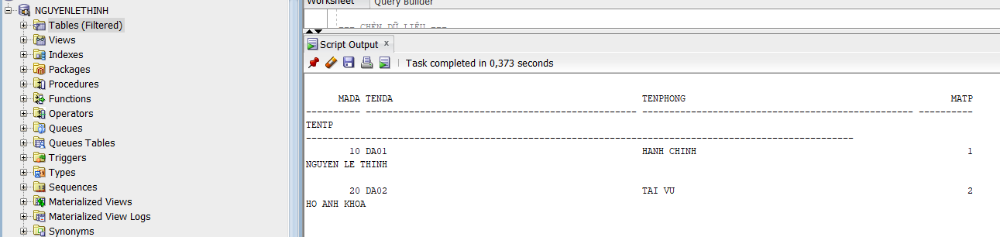 NGUYENLETHINH
Tables (Filtered)
Views
Indexes
Packages
Procedures
Functions
Operators
Queues
Queues Tables
Triggers
Types
Sequences
Materialized Views
Materialized View Logs
Synonyms
Worksheet Query Builder
--- CHÈN DỮ LIỆU ---
Script Output x
Task completed in 0,373 seconds
MADA TENDA TENPHONG MATP
---------- -------------------------------------------------- -------------------------------------------------- ----------
TENTP
-----------------------------------------------------------------------------------------------------
10 DA01 HANH CHINH 1
NGUYEN LE THINH
20 DA02 TAI VU 2
HO ANH KHOA